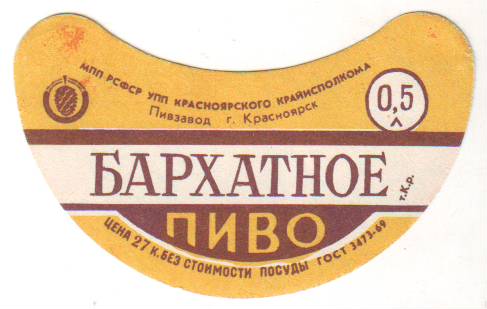 МПП РСФСР УПП КРАСНОЯРСКОГО КРАЙИСПОЛКОМА
Пивзавод г. Красноярск
0,5 л
БАРХАТНОЕ
т.К.р.
ПИВО
ЦЕНА 27 К. БЕЗ СТОИМОСТИ ПОСУДЫ ГОСТ 3473-69